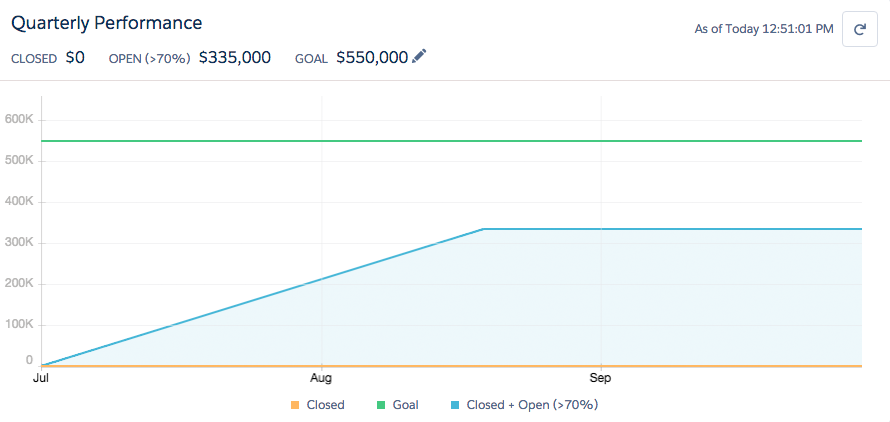 Quarterly Performance
As of Today 12:51:01 PM
CLOSED $0 OPEN (>70%) $335,000 GOAL $550,000
600K
500K
400K
300K
200K
100K
0
Jul Aug Sep
Closed Goal Closed + Open (>70%)